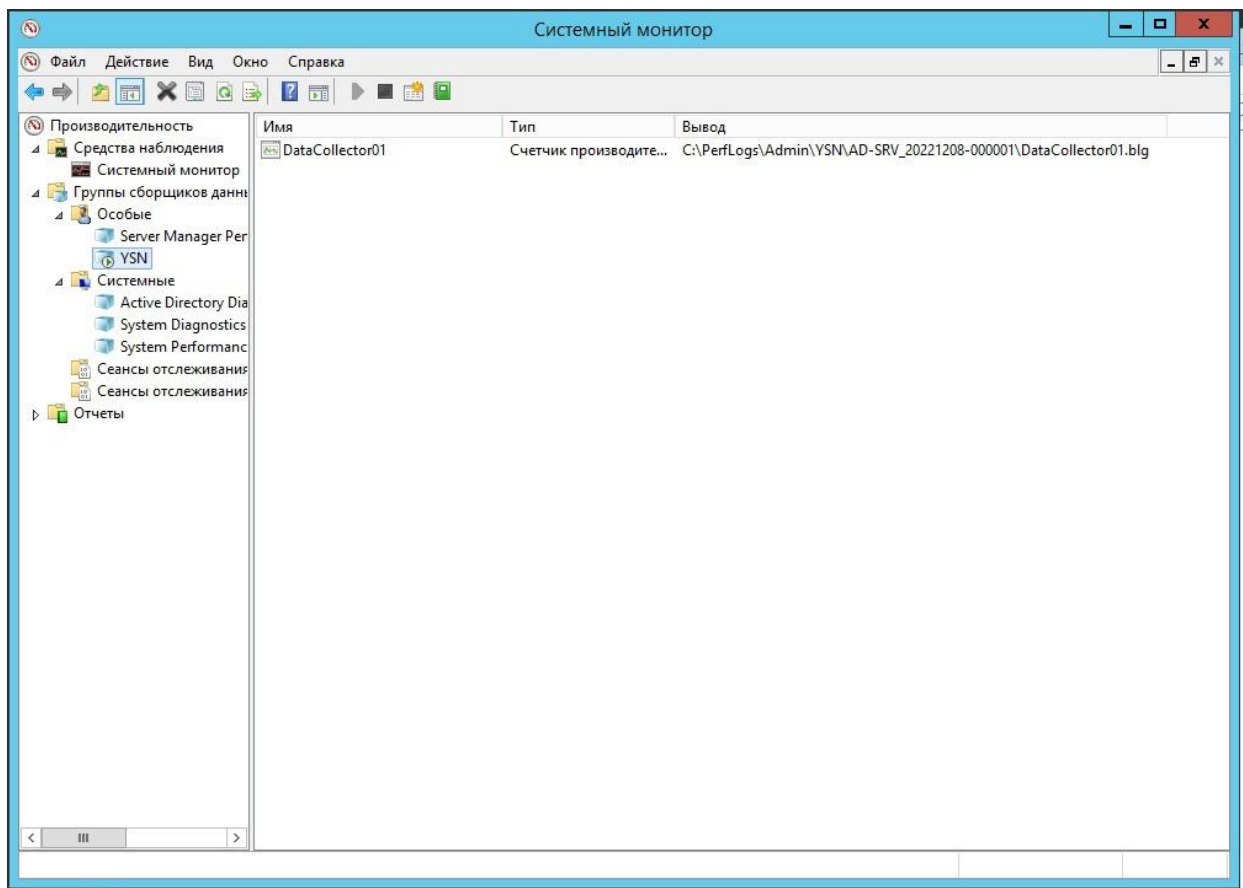 Системный монитор
Файл Действие Вид Окно Справка
Производительность
Средства наблюдения
Системный монитор
Группы сборщиков даннь
Особые
Server Manager Per
YSN
Системные
Active Directory Dia
System Diagnostics
System Performanc
Сеансы отслеживания
Сеансы отслеживания
Отчеты
Имя Тип Вывод
DataCollector01 Счетчик производите... C:\PerfLogs\Admin\YSN\AD-SRV_20221208-000001\DataCollector01.blg